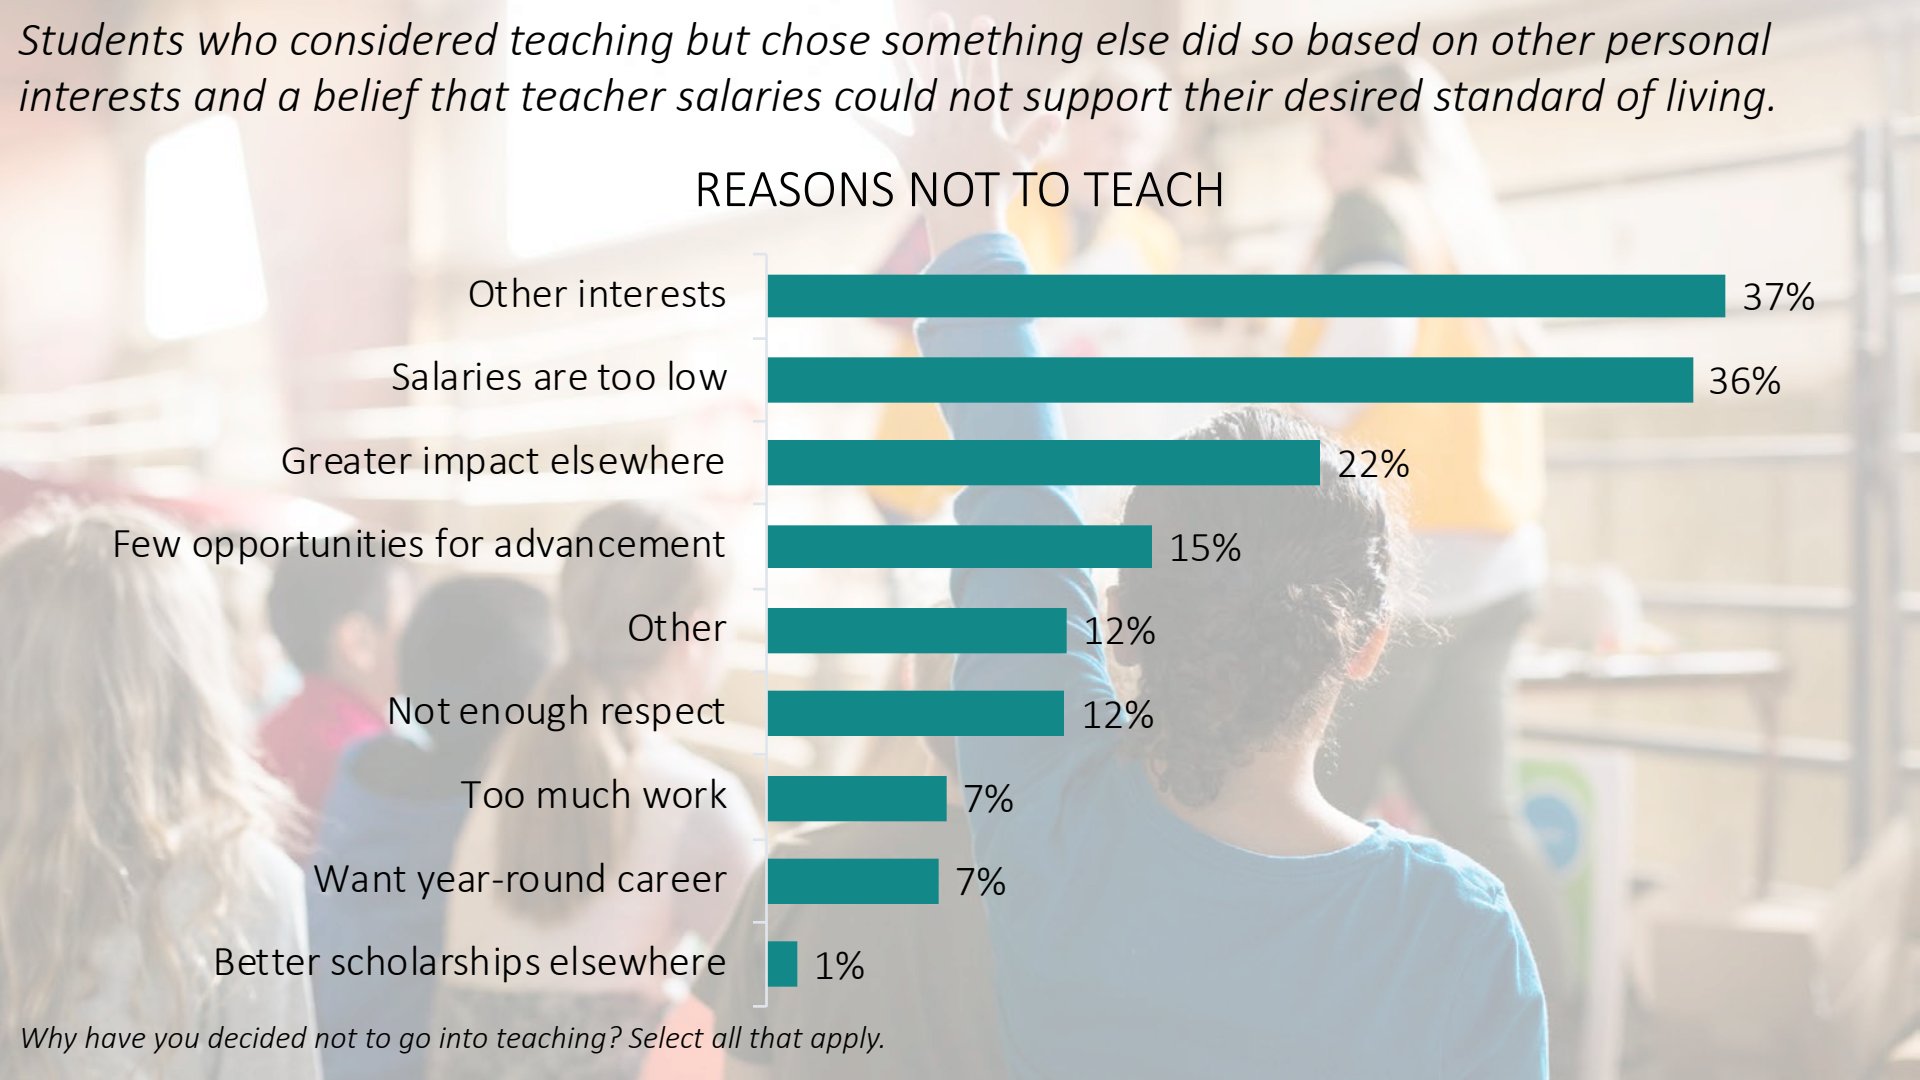 Students who considered teaching but chose something else did so based on other personal
interests and a belief that teacher salaries could not support their desired standard of living.
REASONS NOT TO TEACH
Other interests 37%
Salaries are too low 36%
Greater impact elsewhere 22%
Few opportunities for advancement 15%
Other 12%
Not enough respect 12%
Too much work 7%
Want year-round career 7%
Better scholarships elsewhere 1%
Why have you decided not to go into teaching? Select all that apply.